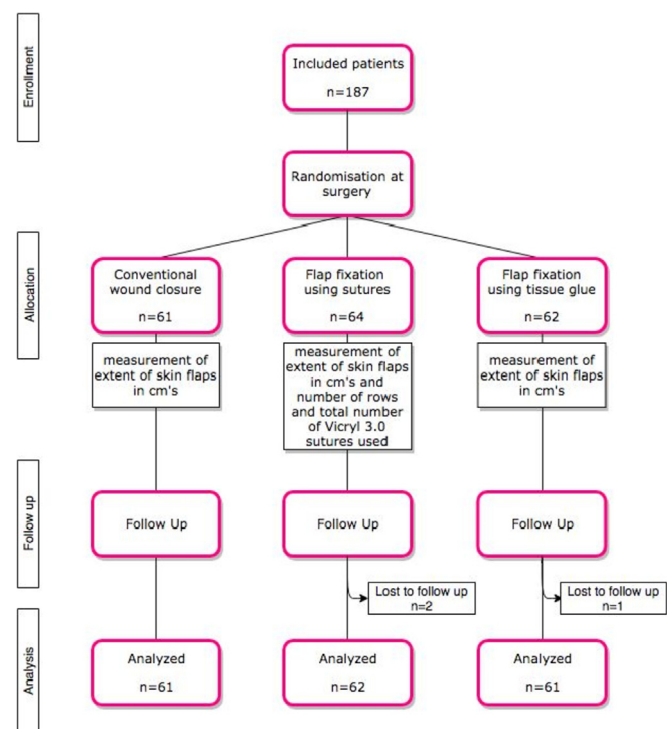 Enrollment
Included patients
n=187
Randomisation at
surgery
Allocation
Conventional
wound closure
n=61
Flap fixation
using sutures
n=64
Flap fixation
using tissue glue
n=62
measurement of
extent of skin flaps
in cm's
measurement of
extent of skin flaps
in cm's and
number of rows
and total number
of Vicryl 3.0
sutures used
measurement of
extent of skin flaps
in cm's
Follow up
Follow Up
Follow Up
Follow Up
Lost to follow up
n=2
Lost to follow up
n=1
Analysis
Analyzed
n=61
Analyzed
n=62
Analyzed
n=61